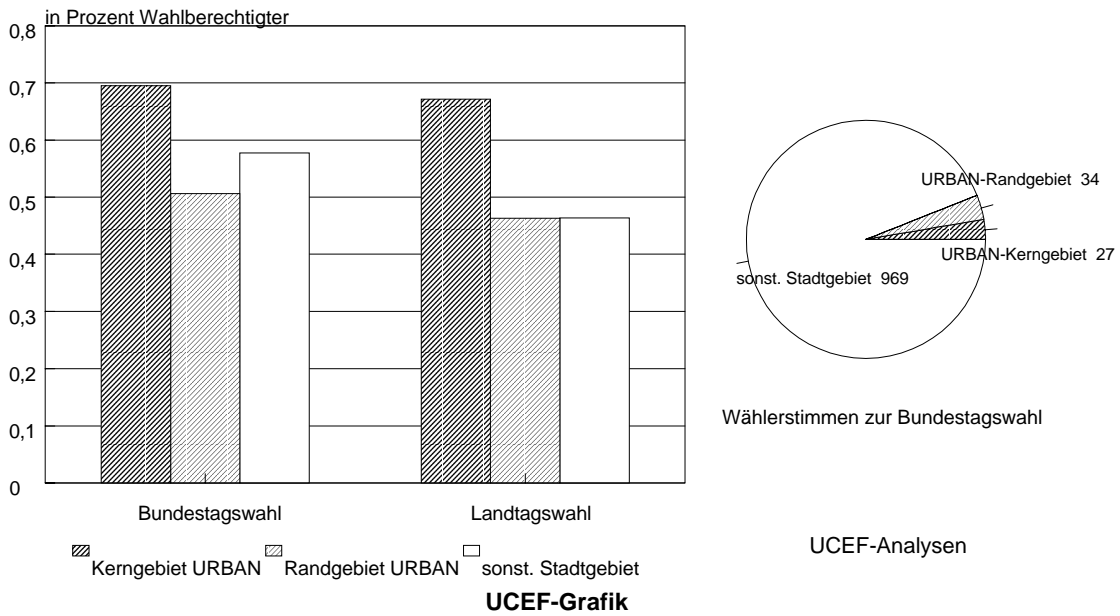 in Prozent Wahlberechtigter
0,8
0,7
0,6
0,5
0,4
0,3
0,2
0,1
0
Bundestagswahl Landtagswahl
Kerngebiet URBAN Randgebiet URBAN sonst. Stadtgebiet
URBAN-Randgebiet 34
URBAN-Kerngebiet 27
sonst. Stadtgebiet 969
Wählerstimmen zur Bundestagswahl
UCEF-Analysen
UCEF-Grafik